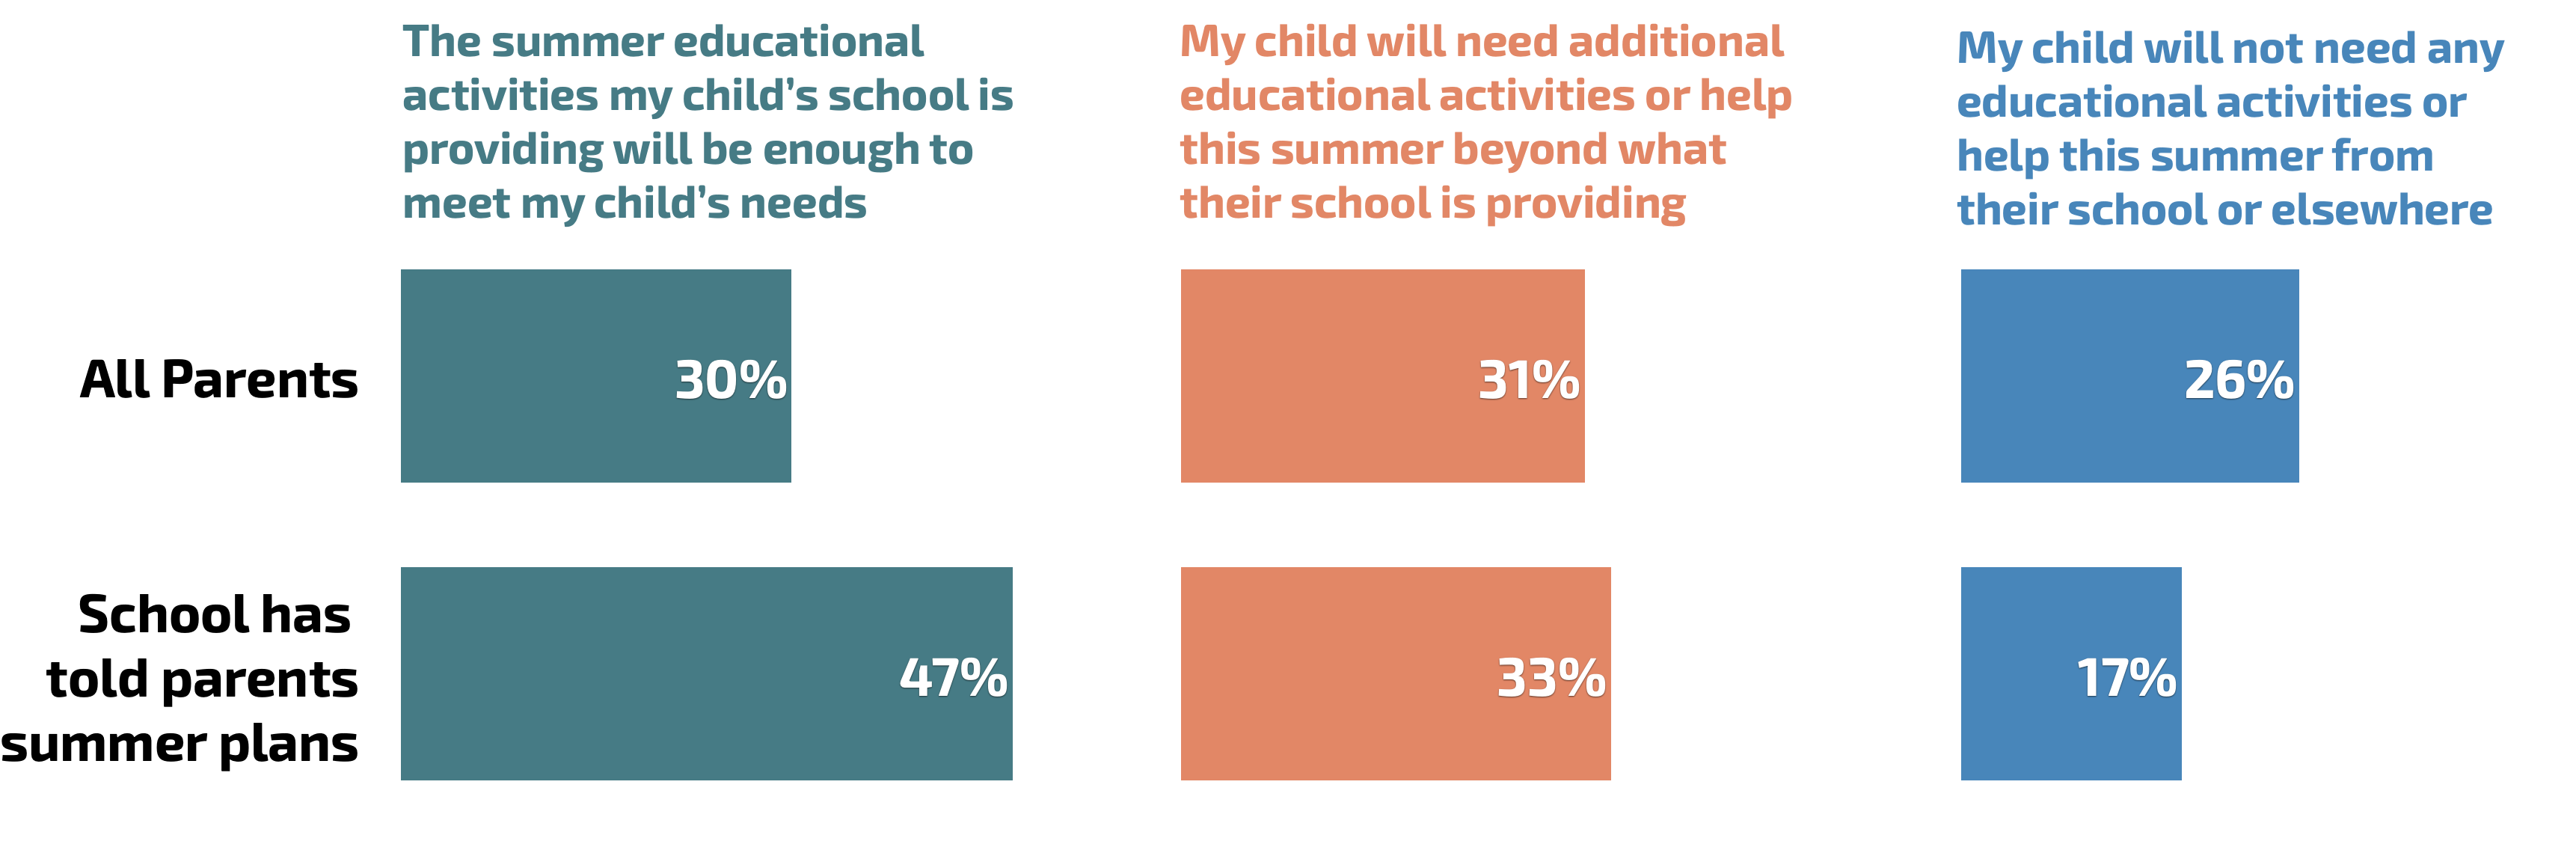 The summer educational
activities my child’s school is
providing will be enough to
meet my child’s needs
My child will need additional
educational activities or help
this summer beyond what
their school is providing
My child will not need any
educational activities or
help this summer from
their school or elsewhere
All Parents
30%
31%
26%
School has
told parents
summer plans
47%
33%
17%